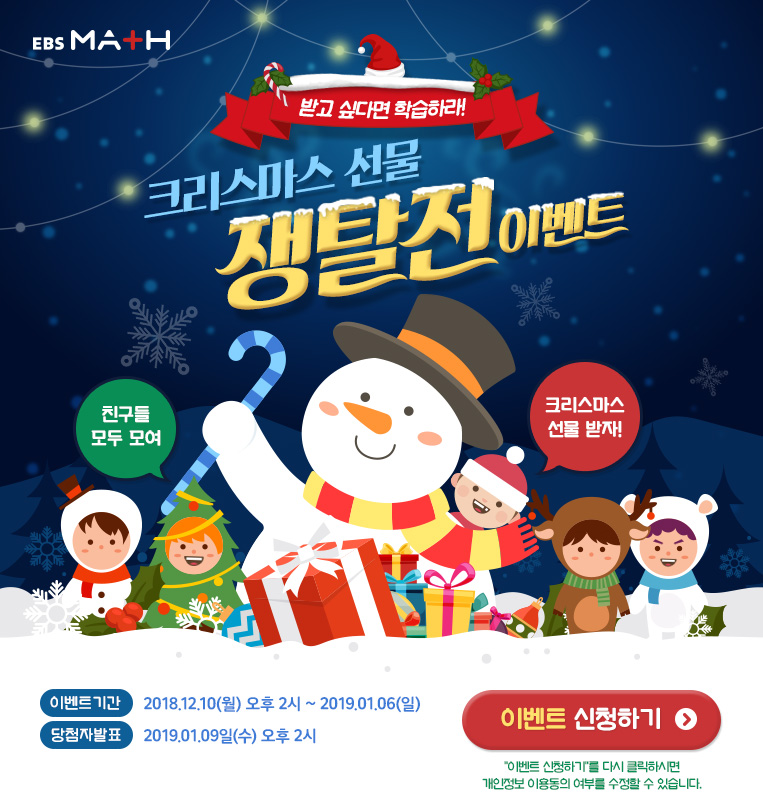 EBS MATH
받고 싶다면 학습하라!
크리스마스 선물
쟁탈전 이벤트
친구들
모두 모여
크리스마스
선물 받자!
이벤트기간 2018.12.10(월) 오후 2시 ~ 2019.01.06(일)
당첨자발표 2019.01.09일(수) 오후 2시
이벤트 신청하기
"이벤트 신청하기"를 다시 클릭하시면
개인정보 이용동의 여부를 수정할 수 있습니다.